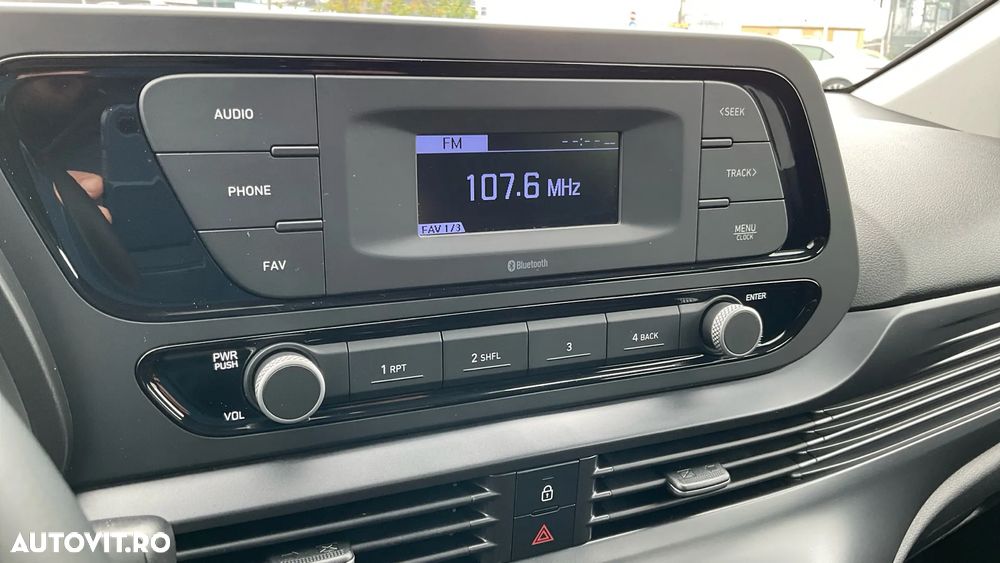 AUDIO
PHONE
FAV
FM --:-- --
107.6 MHz
FAV 1/3
Bluetooth
<SEEK
TRACK>
MENU
CLOCK
PWR
PUSH
VOL
1 RPT
2 SHFL
3
4 BACK
ENTER
AUTOVIT.RO